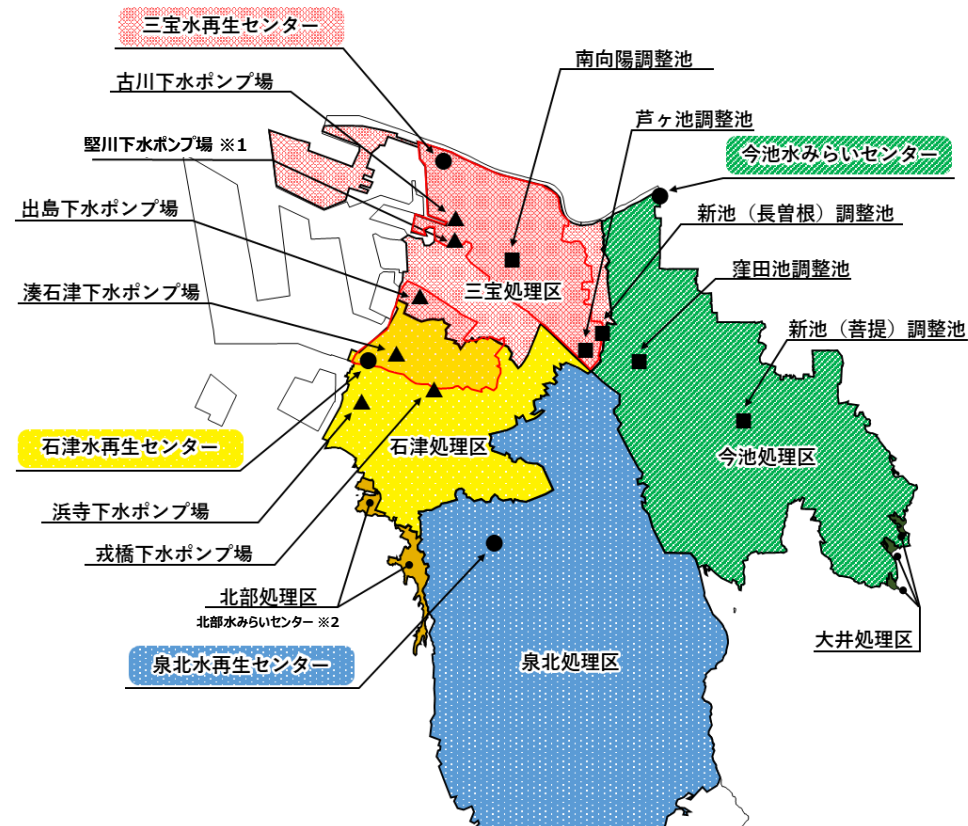 三宝水再生センター
南向陽調整池
古川下水ポンプ場
芦ヶ池調整池
竪川下水ポンプ場 ※1
今池水みらいセンター
出島下水ポンプ場
新池（長曽根）調整池
窪田池調整池
湊石津下水ポンプ場
三宝処理区
新池（菩提）調整池
石津水再生センター
石津処理区
今池処理区
浜寺下水ポンプ場
戎橋下水ポンプ場
北部処理区
北部水みらいセンター ※2
大井処理区
泉北水再生センター
泉北処理区